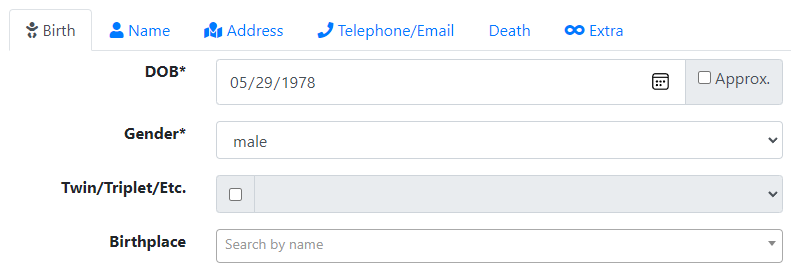 Birth Name Address Telephone/Email Death Extra
DOB* 05/29/1978 Approx.
Gender* male
Twin/Triplet/Etc.
Birthplace Search by name